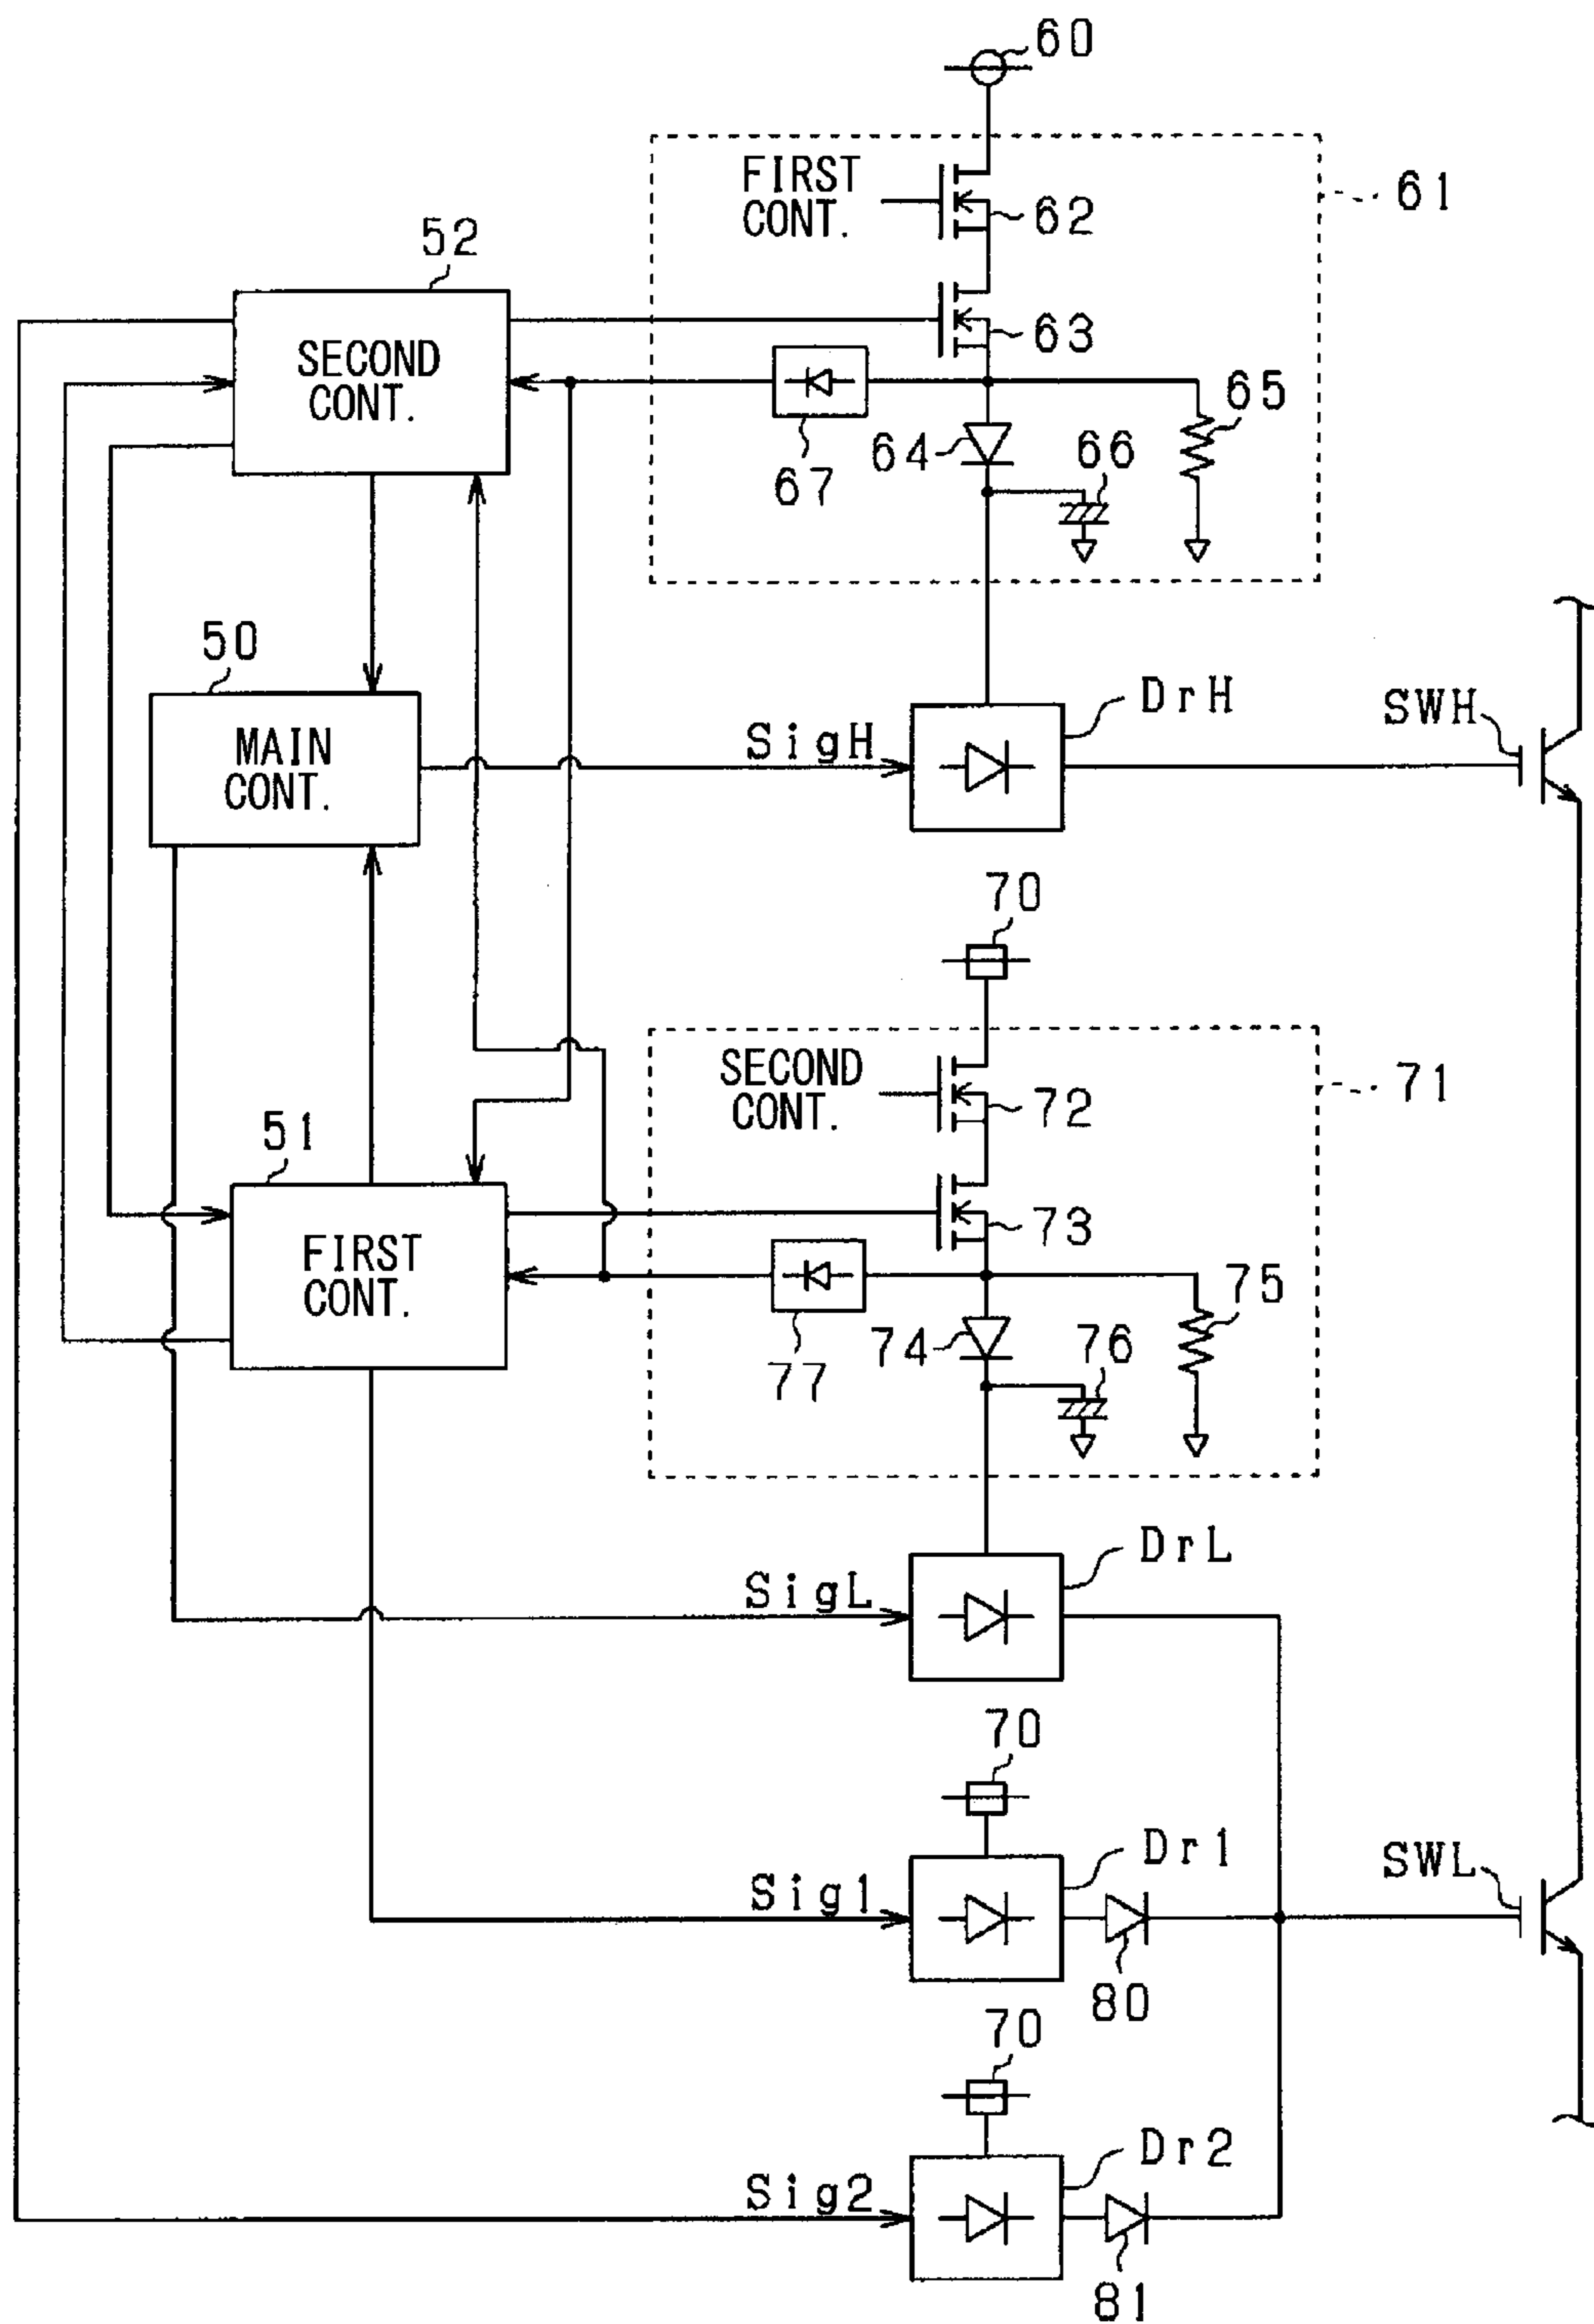 60
FIRST
CONT.
61
62
52
SECOND
CONT.
63
65
64
66
67
50
MAIN
CONT.
SigH
DrH
SWH
70
SECOND
CONT.
71
72
51
FIRST
CONT.
73
75
74
76
77
SigL
DrL
70
Sig1
Dr1
SWL
80
70
Sig2
Dr2
81